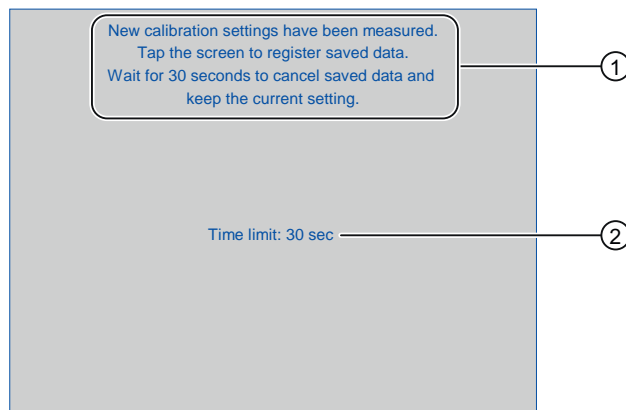 New calibration settings have been measured.
Tap the screen to register saved data.
Wait for 30 seconds to cancel saved data and
keep the current setting.
1
Time limit: 30 sec
2